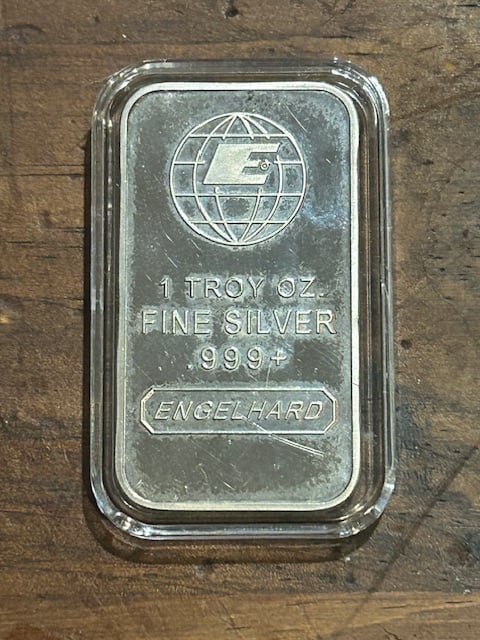 E
1 TROY OZ.
FINE SILVER
.999+
ENGELHARD